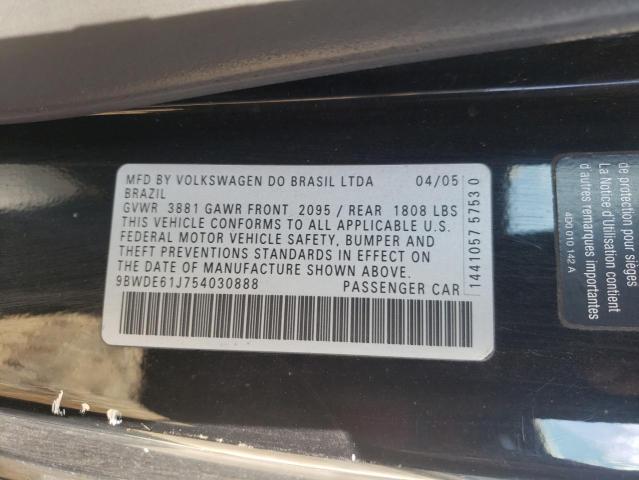 MFD BY VOLKSWAGEN DO BRASIL LTDA 04/05
BRAZIL
GVWR 3881 GAWR FRONT 2095 / REAR 1808 LBS
THIS VEHICLE CONFORMS TO ALL APPLICABLE U.S.
FEDERAL MOTOR VEHICLE SAFETY, BUMPER AND
THEFT PREVENTIONS STANDARDS IN EFFECT ON
THE DATE OF MANUFACTURE SHOWN ABOVE.
9BWDE61J754030888 PASSENGER CAR
1441057 57530
de protection pour sièges
La Notice d'Utilisation contient
d'autres remarques importantes
4D0 010 142 A